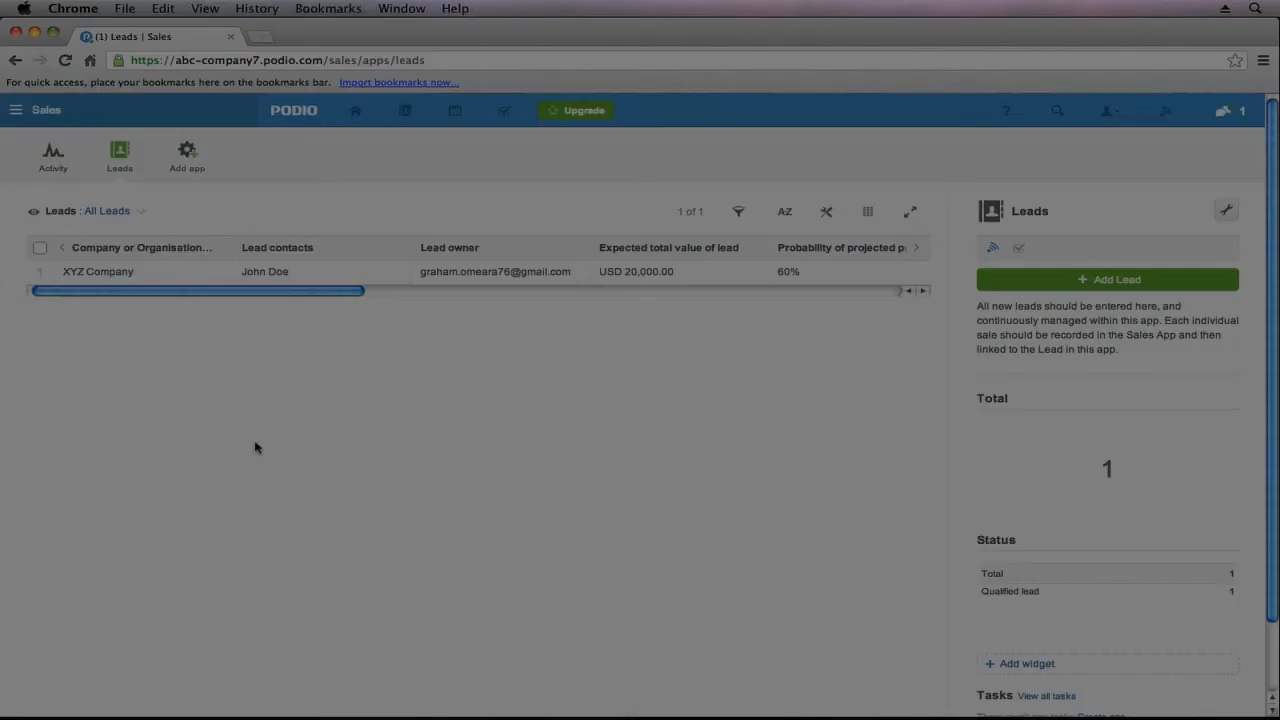 Chrome File Edit View History Bookmarks Window Help
(1) Leads | Sales
https://abc-company7.podio.com/sales/apps/leads
For quick access, place your bookmarks here on the bookmarks bar. Import bookmarks now...
Sales PODIO Upgrade ? 1
Activity Leads Add app
Leads : All Leads 1 of 1 A-Z
Leads
Company or Organisation... Lead contacts Lead owner Expected total value of lead Probability of projected p
1 XYZ Company John Doe graham.omeara76@gmail.com USD 20,000.00 60%
+ Add Lead
All new leads should be entered here, and
continuously managed within this app. Each individual
sale should be recorded in the Sales App and then
linked to the Lead in this app.
Total
1
Status
Total 1
Qualified lead 1
+ Add widget
Tasks View all tasks